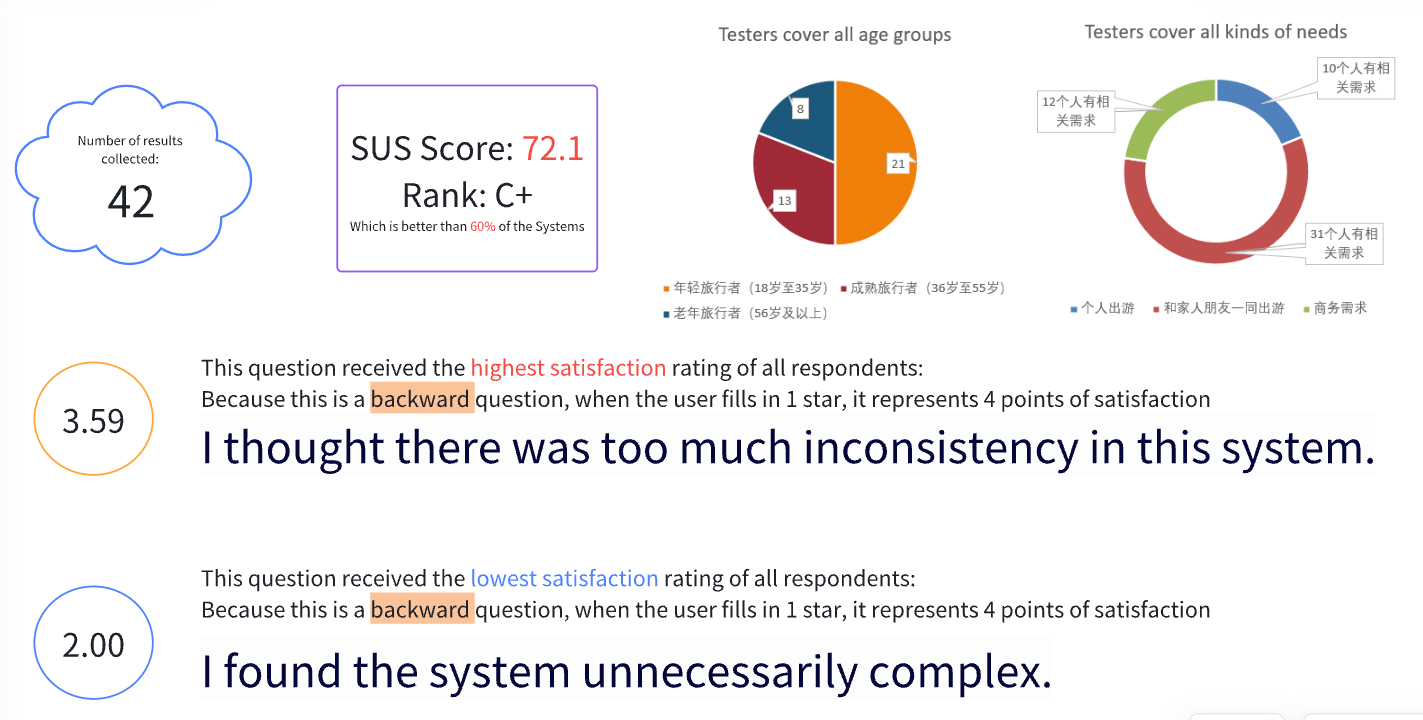 Testers cover all age groups
Testers cover all kinds of needs
Number of results
collected:
42
SUS Score: 72.1
Rank: C+
Which is better than 60% of the Systems
8
21
13
年轻旅行者（18岁至35岁）
成熟旅行者（36岁至55岁）
老年旅行者（56岁及以上）
10个人有相
关需求
12个人有相
关需求
31个人有相
关需求
个人出游
和家人朋友一同出游
商务需求
3.59
This question received the highest satisfaction rating of all respondents:
Because this is a backward question, when the user fills in 1 star, it represents 4 points of satisfaction
I thought there was too much inconsistency in this system.
2.00
This question received the lowest satisfaction rating of all respondents:
Because this is a backward question, when the user fills in 1 star, it represents 4 points of satisfaction
I found the system unnecessarily complex.